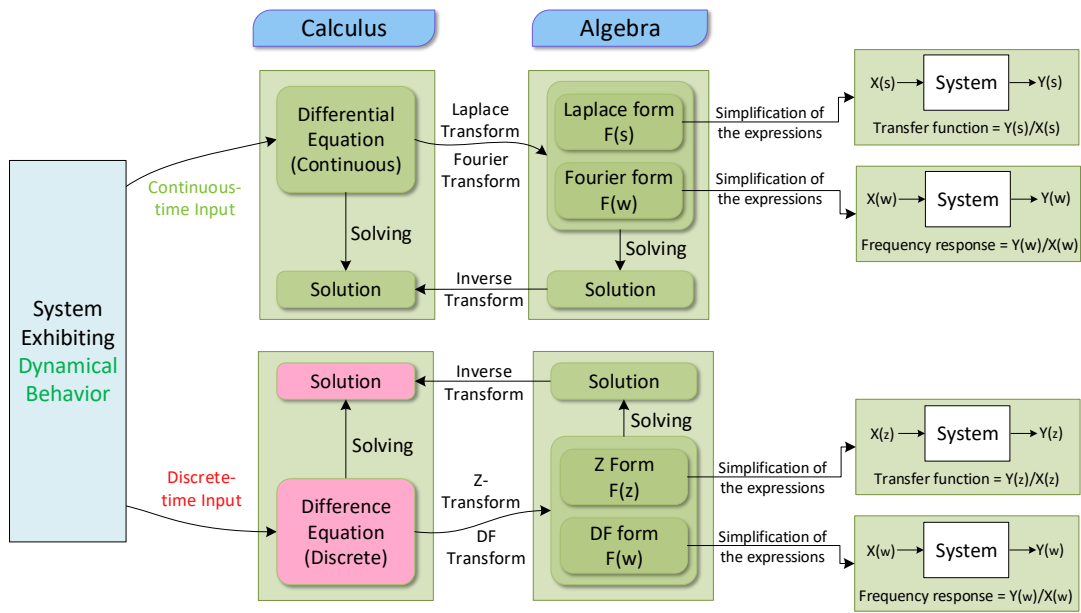 Calculus
Algebra
System
Exhibiting
Dynamical
Behavior
Continuous-
time Input
Differential
Equation
(Continuous)
Solving
Solution
Laplace
Transform
Fourier
Transform
Inverse
Transform
Laplace form
F(s)
Fourier form
F(w)
Solving
Solution
Simplification of
the expressions
X(s)
System
Y(s)
Transfer function = Y(s)/X(s)
Simplification of
the expressions
X(w)
System
Y(w)
Frequency response = Y(w)/X(w)
Discrete-
time Input
Solution
Solving
Difference
Equation
(Discrete)
Inverse
Transform
Z-
Transform
DF
Transform
Solution
Solving
Z Form
F(z)
DF form
F(w)
Simplification of
the expressions
X(z)
System
Y(z)
Transfer function = Y(z)/X(z)
Simplification of
the expressions
X(w)
System
Y(w)
Frequency response = Y(w)/X(w)